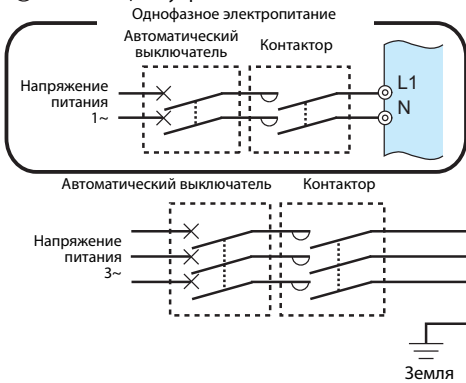 Однофазное электропитание
Автоматический
выключатель
Контактор
Напряжение
питания
1~
L1
N
Автоматический выключатель
Контактор
Напряжение
питания
3~
Земля